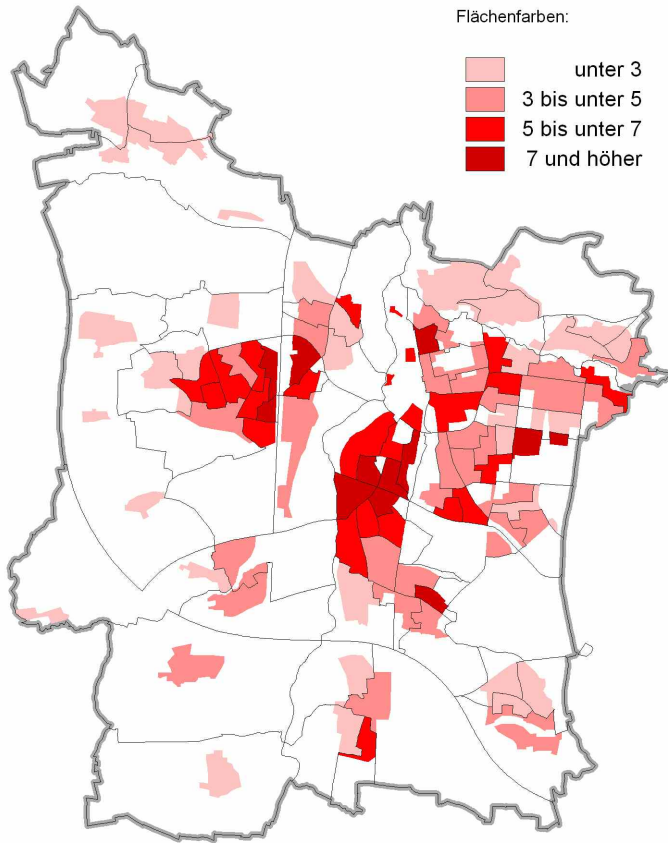 Flächenfarben:
unter 3
3 bis unter 5
5 bis unter 7
7 und höher